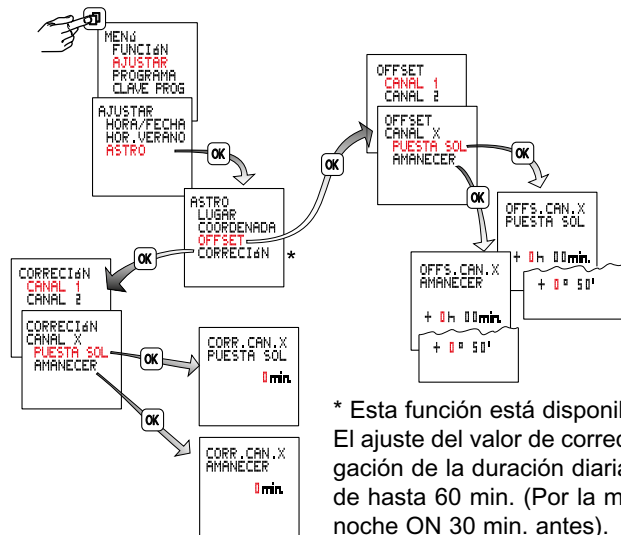 MENú
FUNCIóN
AJUSTAR
PROGRAMA
CLAVE PROG
AJUSTAR
HORA/FECHA
HOR.VERANO
ASTRO
OK
ASTRO
LUGAR
COORDENADA
OFFSET
CORRECIóN *
OK
OFFSET
CANAL 1
CANAL 2
OFFSET
CANAL X
PUESTA SOL
AMANECER
OK
OK
OFFS.CAN.X
PUESTA SOL
+ 0h 00min.
+ 0° 50'
OFFS.CAN.X
AMANECER
+ 0h 00min.
+ 0° 50'
OK
CORRECIóN
CANAL 1
CANAL 2
CORRECIóN
CANAL X
PUESTA SOL
AMANECER
OK
CORR.CAN.X
PUESTA SOL
0min.
OK
CORR.CAN.X
AMANECER
0min.
* Esta función está
El ajuste del valor de
gación de la duración
de hasta 60 min. (Por la
noche ON 30 min. antes).